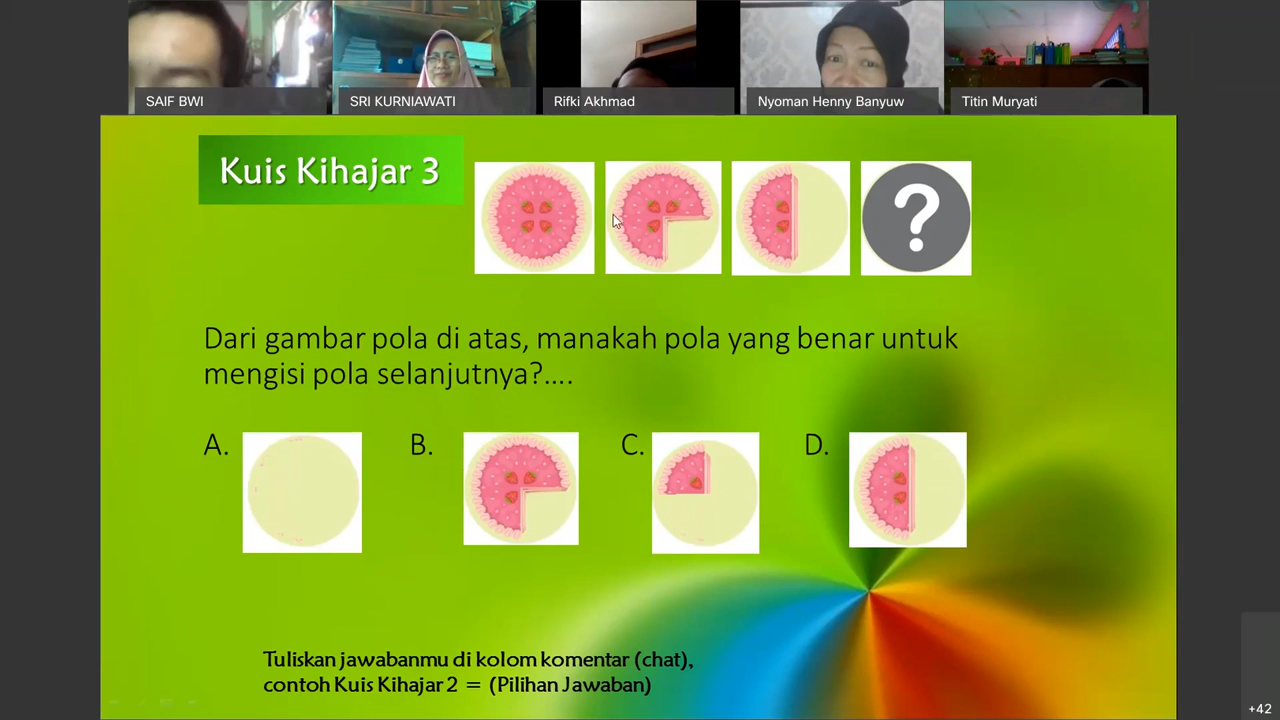 SAIF BWI
SRI KURNIAWATI
Rifki Akhmad
Nyoman Henny Banyuw
Titin Muryati
Kuis Kihajar 3
?
Dari gambar pola di atas, manakah pola yang benar untuk
mengisi pola selanjutnya?....
A.
B.
C.
D.
Tuliskan jawabanmu di kolom komentar (chat),
contoh Kuis Kihajar 2 = (Pilihan Jawaban)
+42